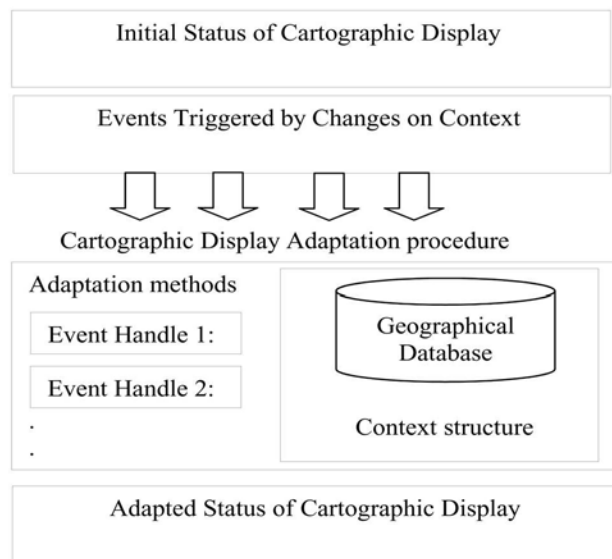 Initial Status of Cartographic Display
Events Triggered by Changes on Context
Cartographic Display Adaptation procedure
Adaptation methods
Event Handle 1:
Event Handle 2:
.
.
Geographical
Database
Context structure
Adapted Status of Cartographic Display